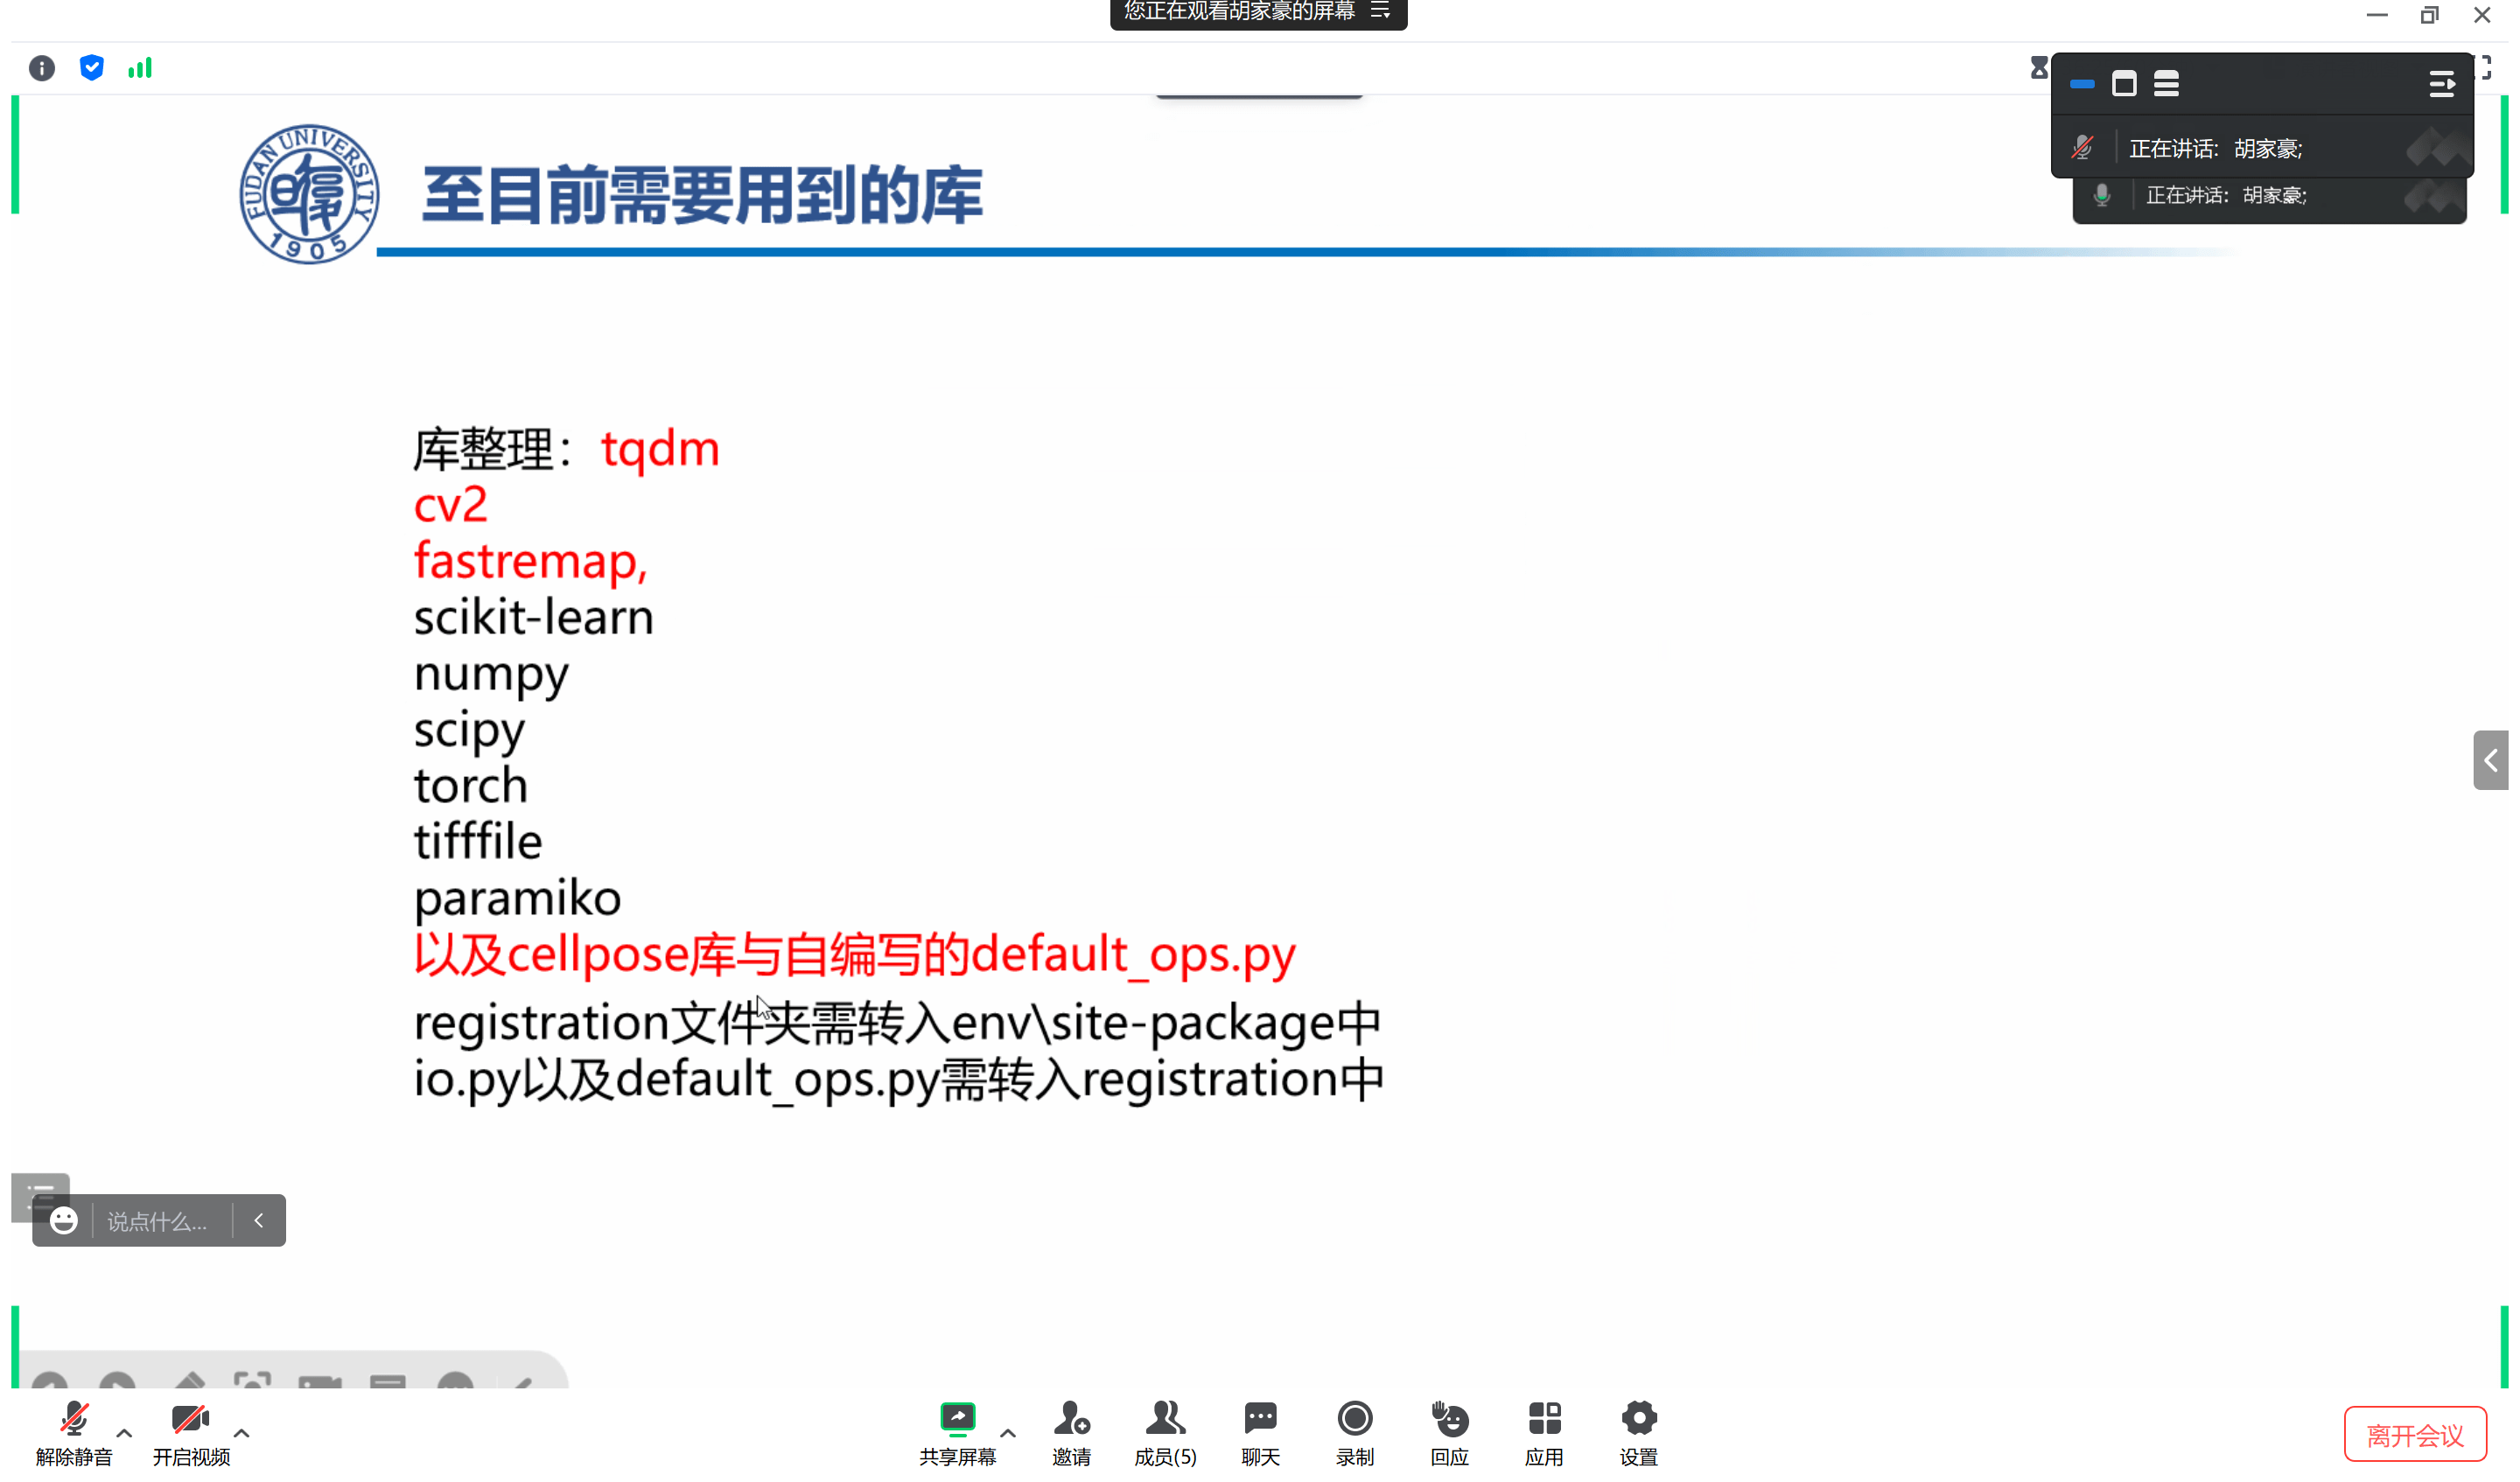 您正在观看胡家豪的屏幕
正在讲话: 胡家豪;
正在讲话: 胡家豪;
FUDAN UNIVERSITY
1905
至目前需要用到的库
库整理：tqdm
cv2
fastremap,
scikit-learn
numpy
scipy
torch
tifffile
paramiko
以及cellpose库与自编写的default_ops.py
registration文件夹需转入env\site-package中
io.py以及default_ops.py需转入registration中
说点什么...
解除静音
开启视频
共享屏幕
邀请
成员(5)
聊天
录制
回应
应用
设置
离开会议